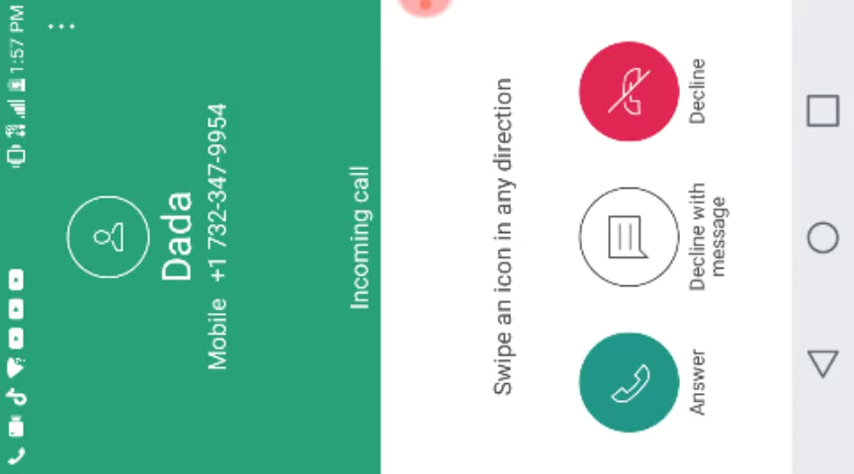 4G 1:57 PM
Dada
Mobile +1 732-347-9954
Incoming call
Swipe an icon in any direction
Answer
Decline with
message
Decline